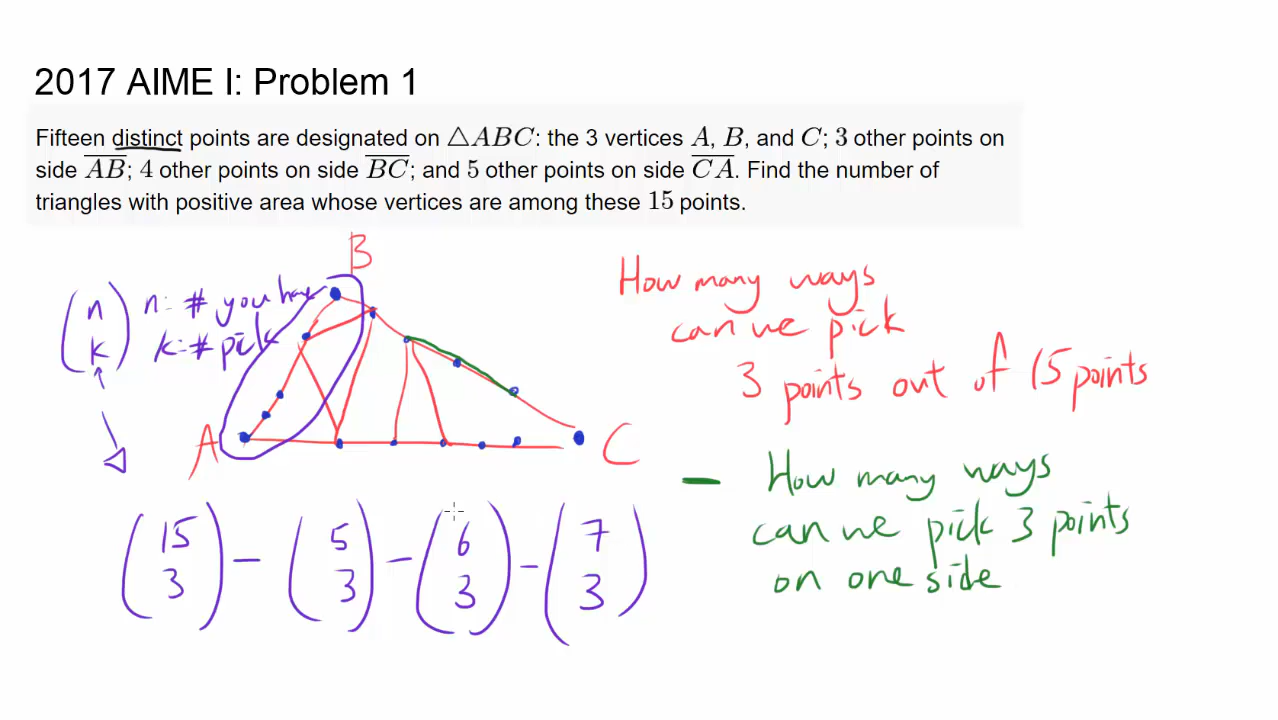 2017 AIME I: Problem 1
Fifteen distinct points are designated on △ABC: the 3 vertices A, B, and C; 3 other points on
side AB; 4 other points on side BC; and 5 other points on side CA. Find the number of
triangles with positive area whose vertices are among these 15 points.
B
(n k) n: # you have
k: # pick
A
C
How many ways
can we pick
3 points out of 15 points
— How many ways
can we pick 3 points
on one side
(15 3) − (5 3) − (6 3) − (7 3)